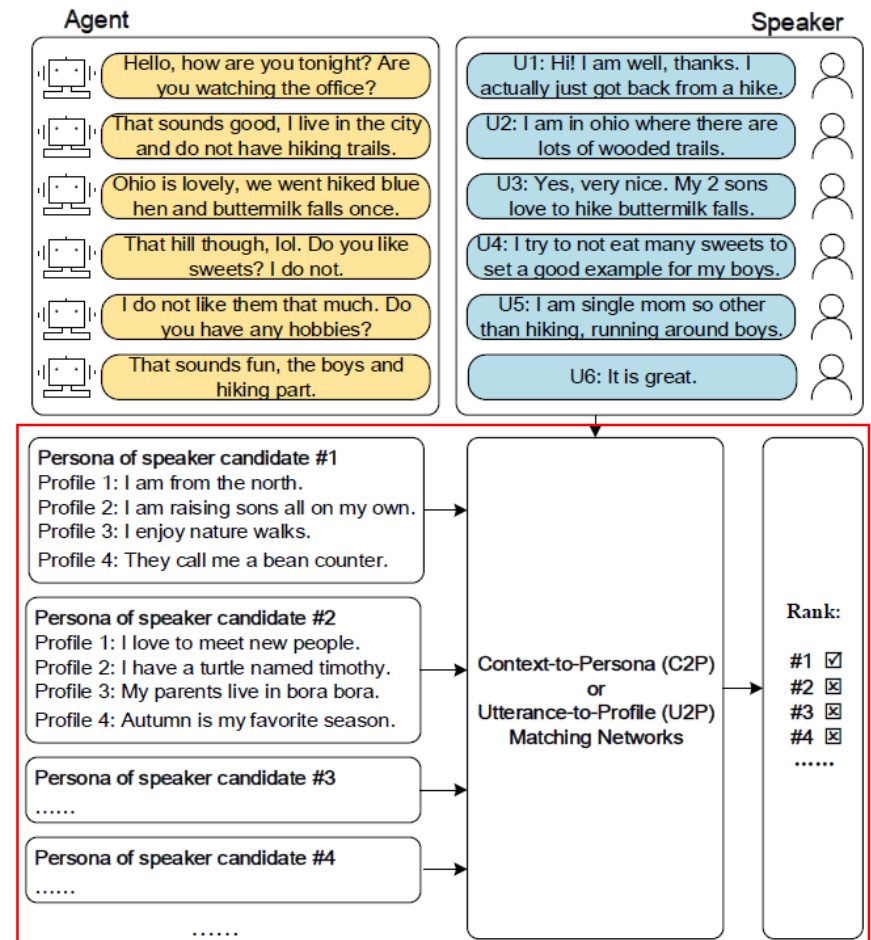 Agent
Hello, how are you tonight? Are
you watching the office?
That sounds good, I live in the city
and do not have hiking trails.
Ohio is lovely, we went hiked blue
hen and buttermilk falls once.
That hill though, lol. Do you like
sweets? I do not.
I do not like them that much. Do
you have any hobbies?
That sounds fun, the boys and
hiking part.
Speaker
U1: Hi! I am well, thanks. I
actually just got back from a hike.
U2: I am in ohio where there are
lots of wooded trails.
U3: Yes, very nice. My 2 sons
love to hike buttermilk falls.
U4: I try to not eat many sweets to
set a good example for my boys.
U5: I am single mom so other
than hiking, running around boys.
U6: It is great.
Persona of speaker candidate #1
Profile 1: I am from the north.
Profile 2: I am raising sons all on my own.
Profile 3: I enjoy nature walks.
Profile 4: They call me a bean counter.
Persona of speaker candidate #2
Profile 1: I love to meet new people.
Profile 2: I have a turtle named timothy.
Profile 3: My parents live in bora bora.
Profile 4: Autumn is my favorite season.
Persona of speaker candidate #3
......
Persona of speaker candidate #4
......
......
Context-to-Persona (C2P)
or
Utterance-to-Profile (U2P)
Matching Networks
Rank:
#1 ☑
#2 ☒
#3 ☒
#4 ☒
......